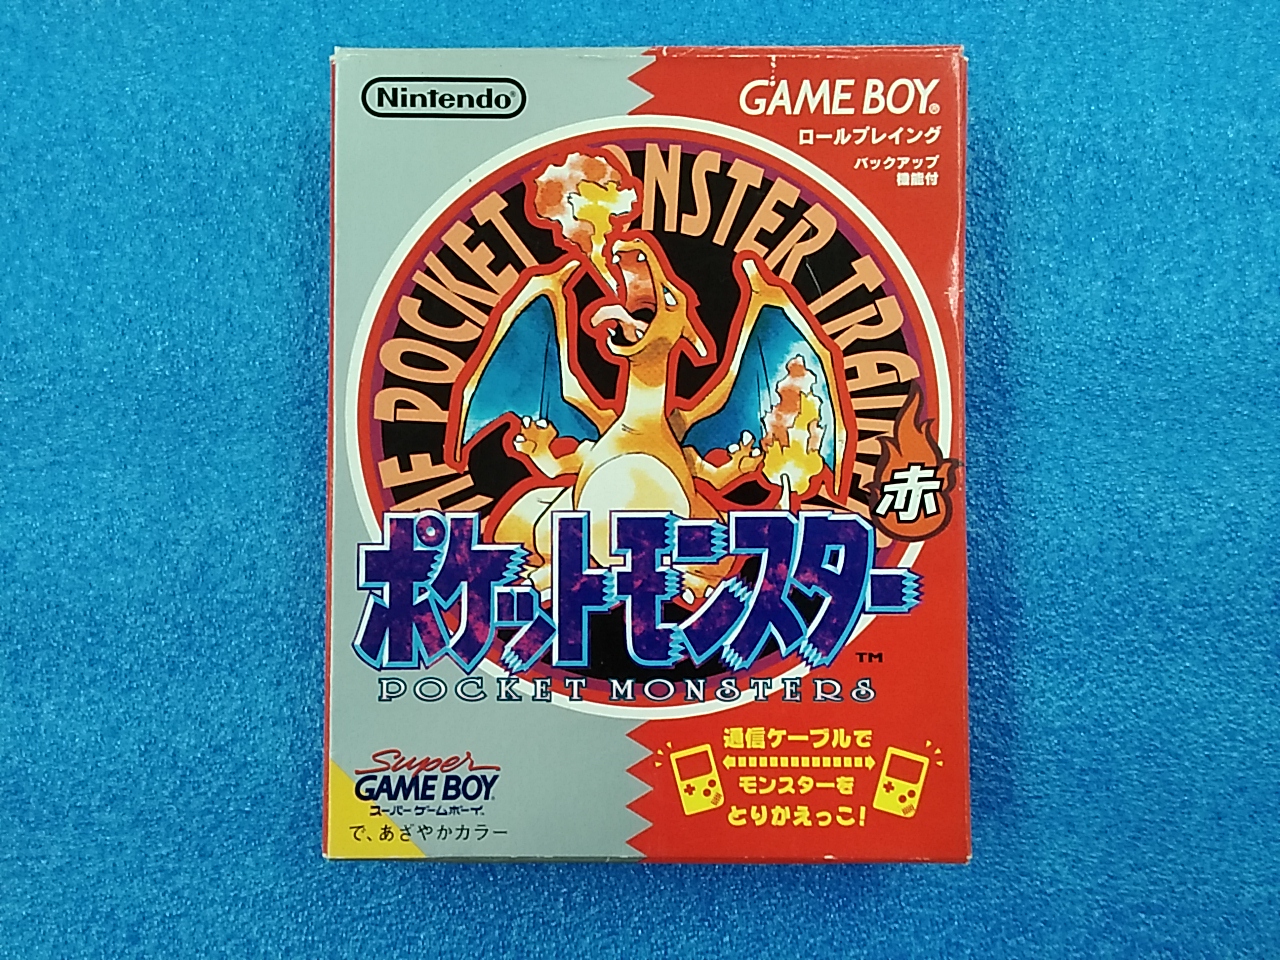 Nintendo®
GAME BOY®
ロールプレイング
バックアップ
機能付
POCKET MONSTER
赤
ポケットモンスター
TM
POCKET MONSTERS
通信ケーブルで
モンスターを
とりかえっこ!
Super
GAME BOY
スーパーゲームボーイ
で、あざやかカラー